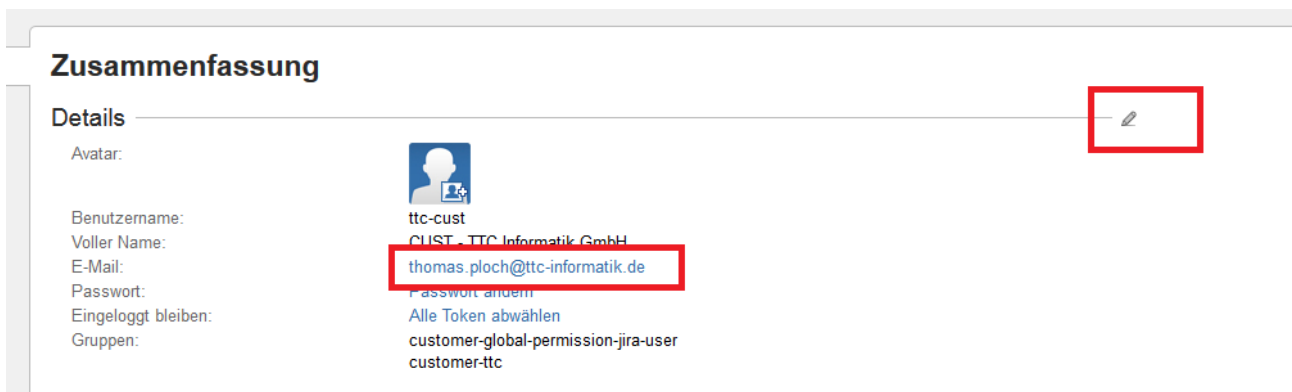 Zusammenfassung
Details
Avatar:
Benutzername: ttc-cust
Voller Name: CUST - TTC Informatik GmbH
E-Mail: thomas.ploch@ttc-informatik.de
Passwort: Passwort ändern
Eingeloggt bleiben: Alle Token abwählen
Gruppen: customer-global-permission-jira-user
customer-ttc